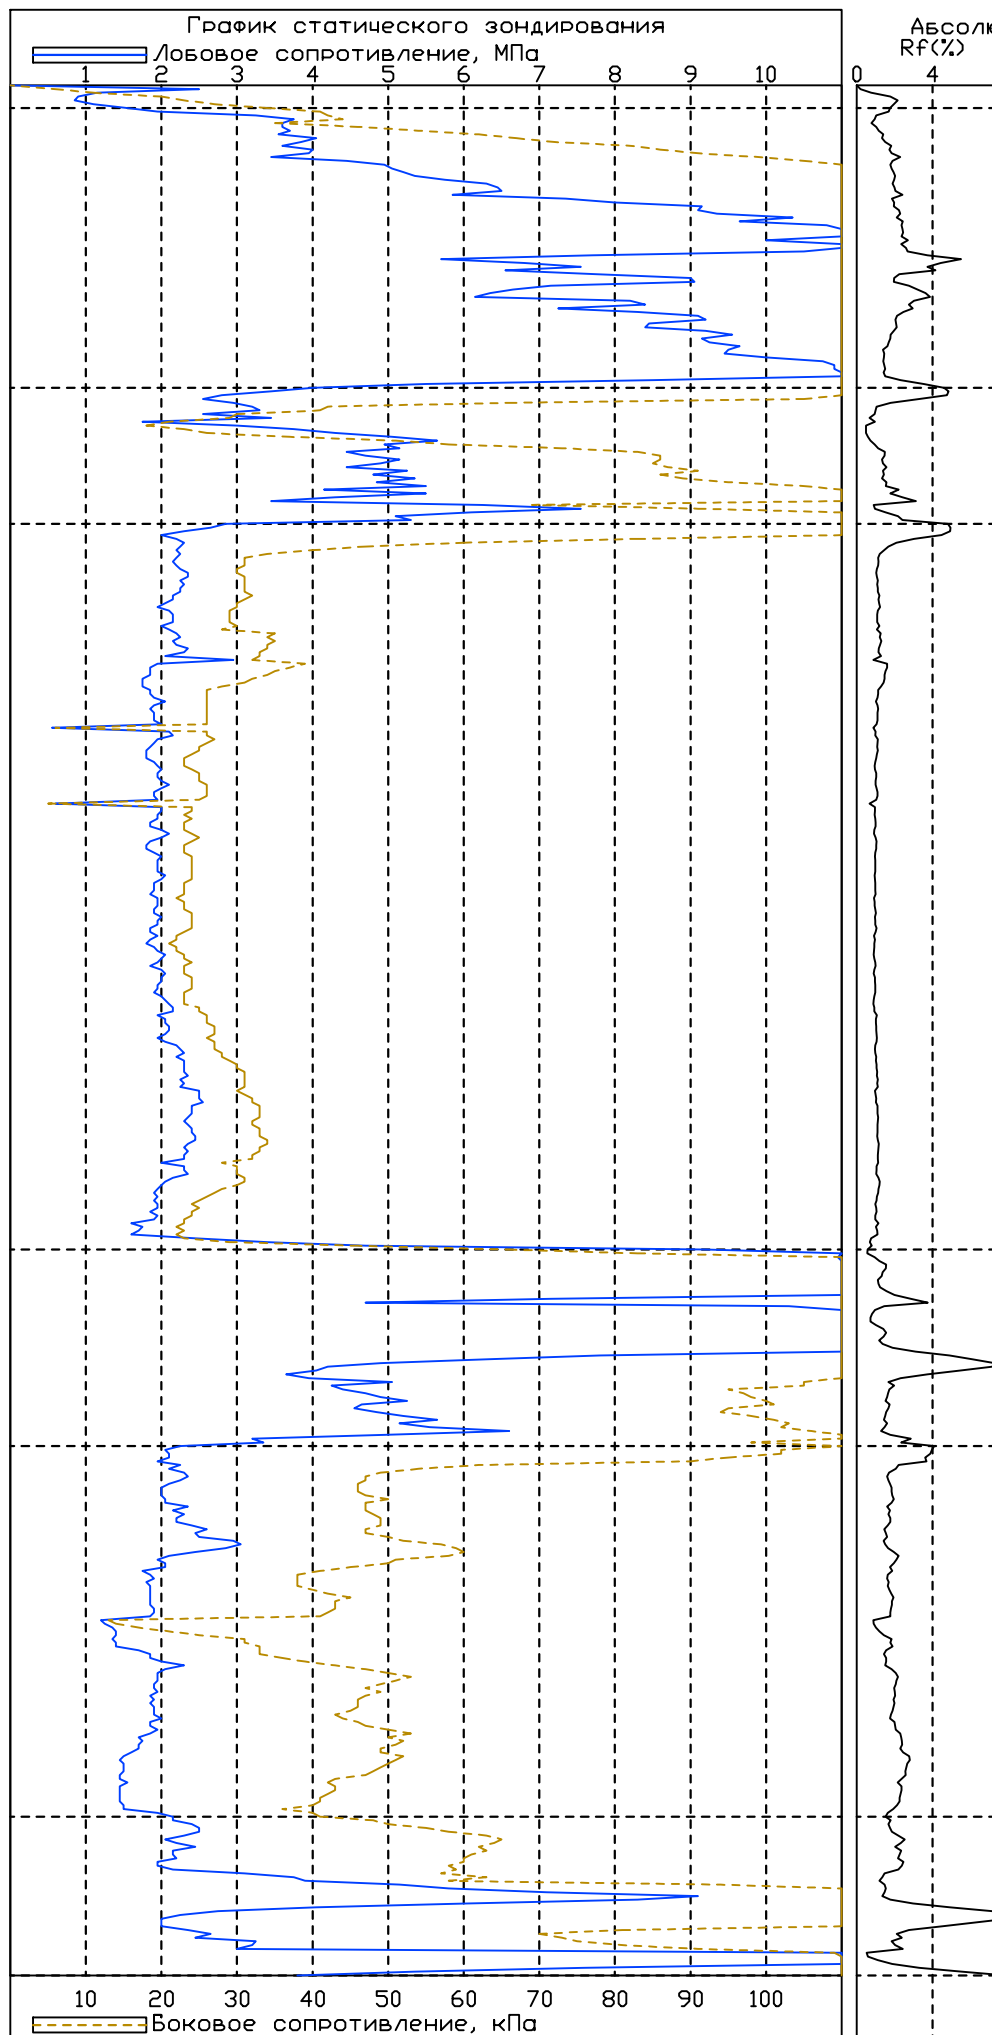 График статического зондирования
Абсолю
Лобовое сопротивление, МПа
Rf(%)
1 2 3 4 5 6 7 8 9 10 0 4
10 20 30 40 50 60 70 80 90 100
Боковое сопротивление, кПа